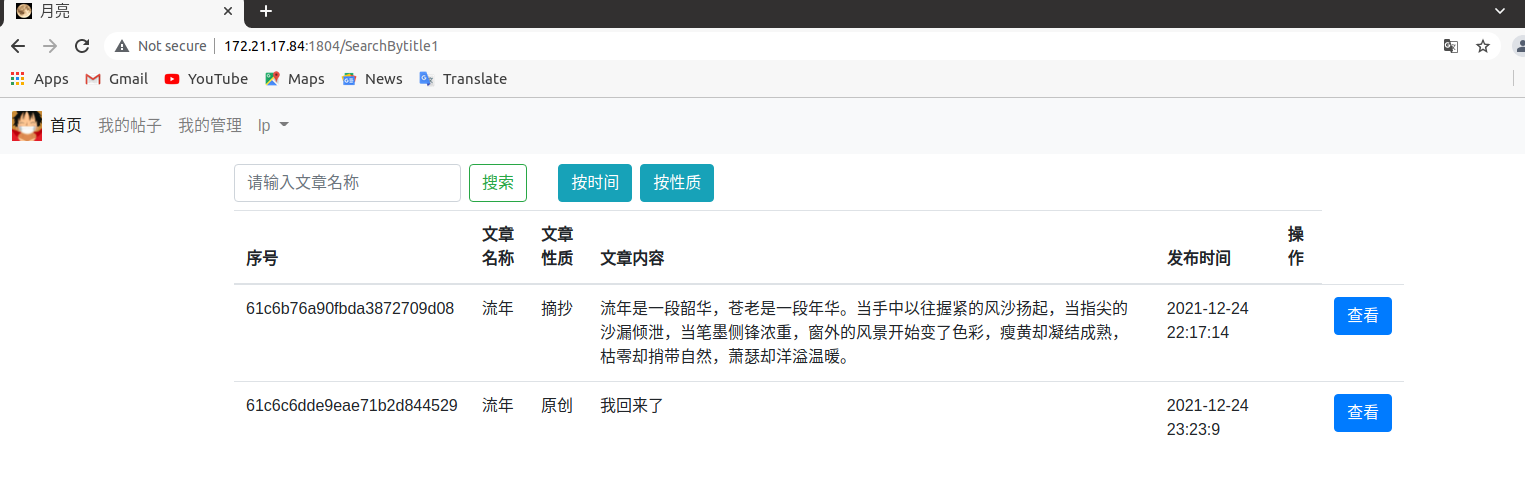 月亮
Not secure 172.21.17.84:1804/SearchBytitle1
Apps Gmail YouTube Maps News Translate
首页 我的帖子 我的管理 lp
请输入文章名称 搜索 按时间 按性质
序号 文章名称 文章性质 文章内容 发布时间 操作
61c6b76a90fbda3872709d08 流年 摘抄 流年是一段韶华，苍老是一段年华。当手中以往握紧的风沙扬起，当指尖的 2021-12-24 查看
沙漏倾泄，当笔墨侧锋浓重，窗外的风景开始变了色彩，瘦黄却凝结成熟， 22:17:14
枯零却捎带自然，萧瑟却洋溢温暖。
61c6c6dde9eae71b2d844529 流年 原创 我回来了 2021-12-24 查看
23:23:9